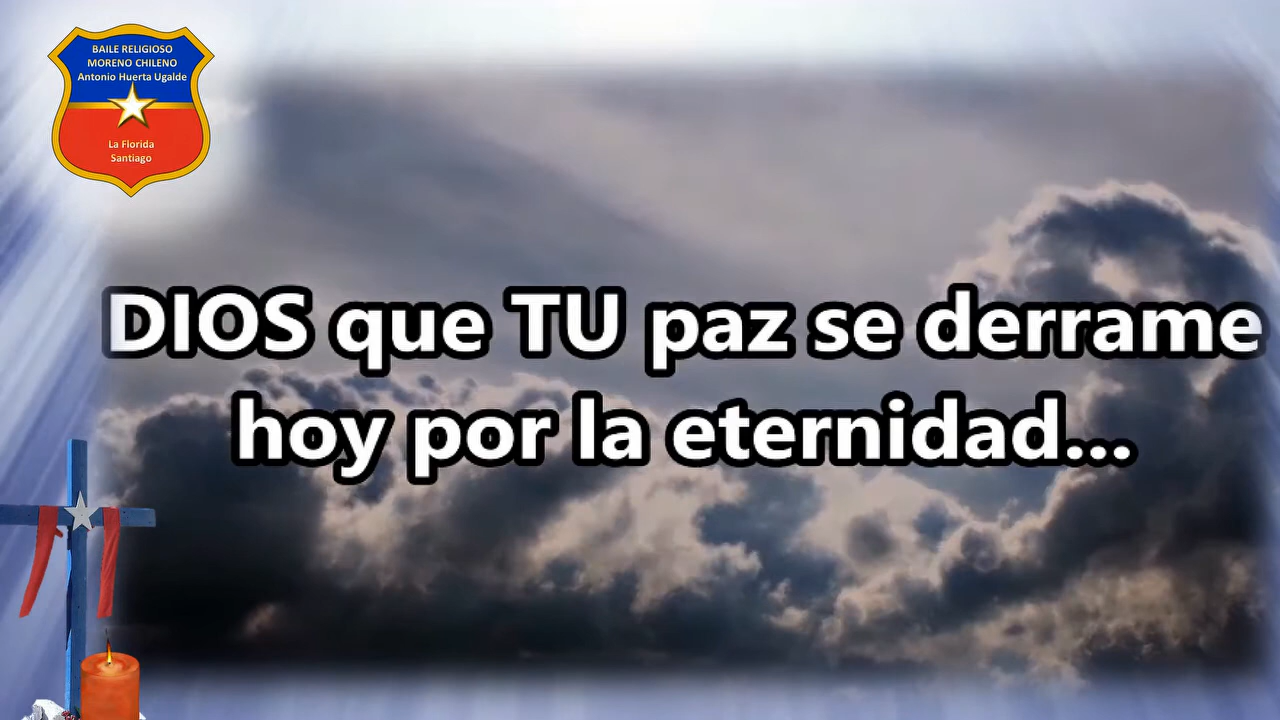 BAILE RELIGIOSO
MORENO CHILENO
Antonio Huerta Ugalde
La Florida
Santiago
DIOS que TU paz se derrame
hoy por la eternidad...